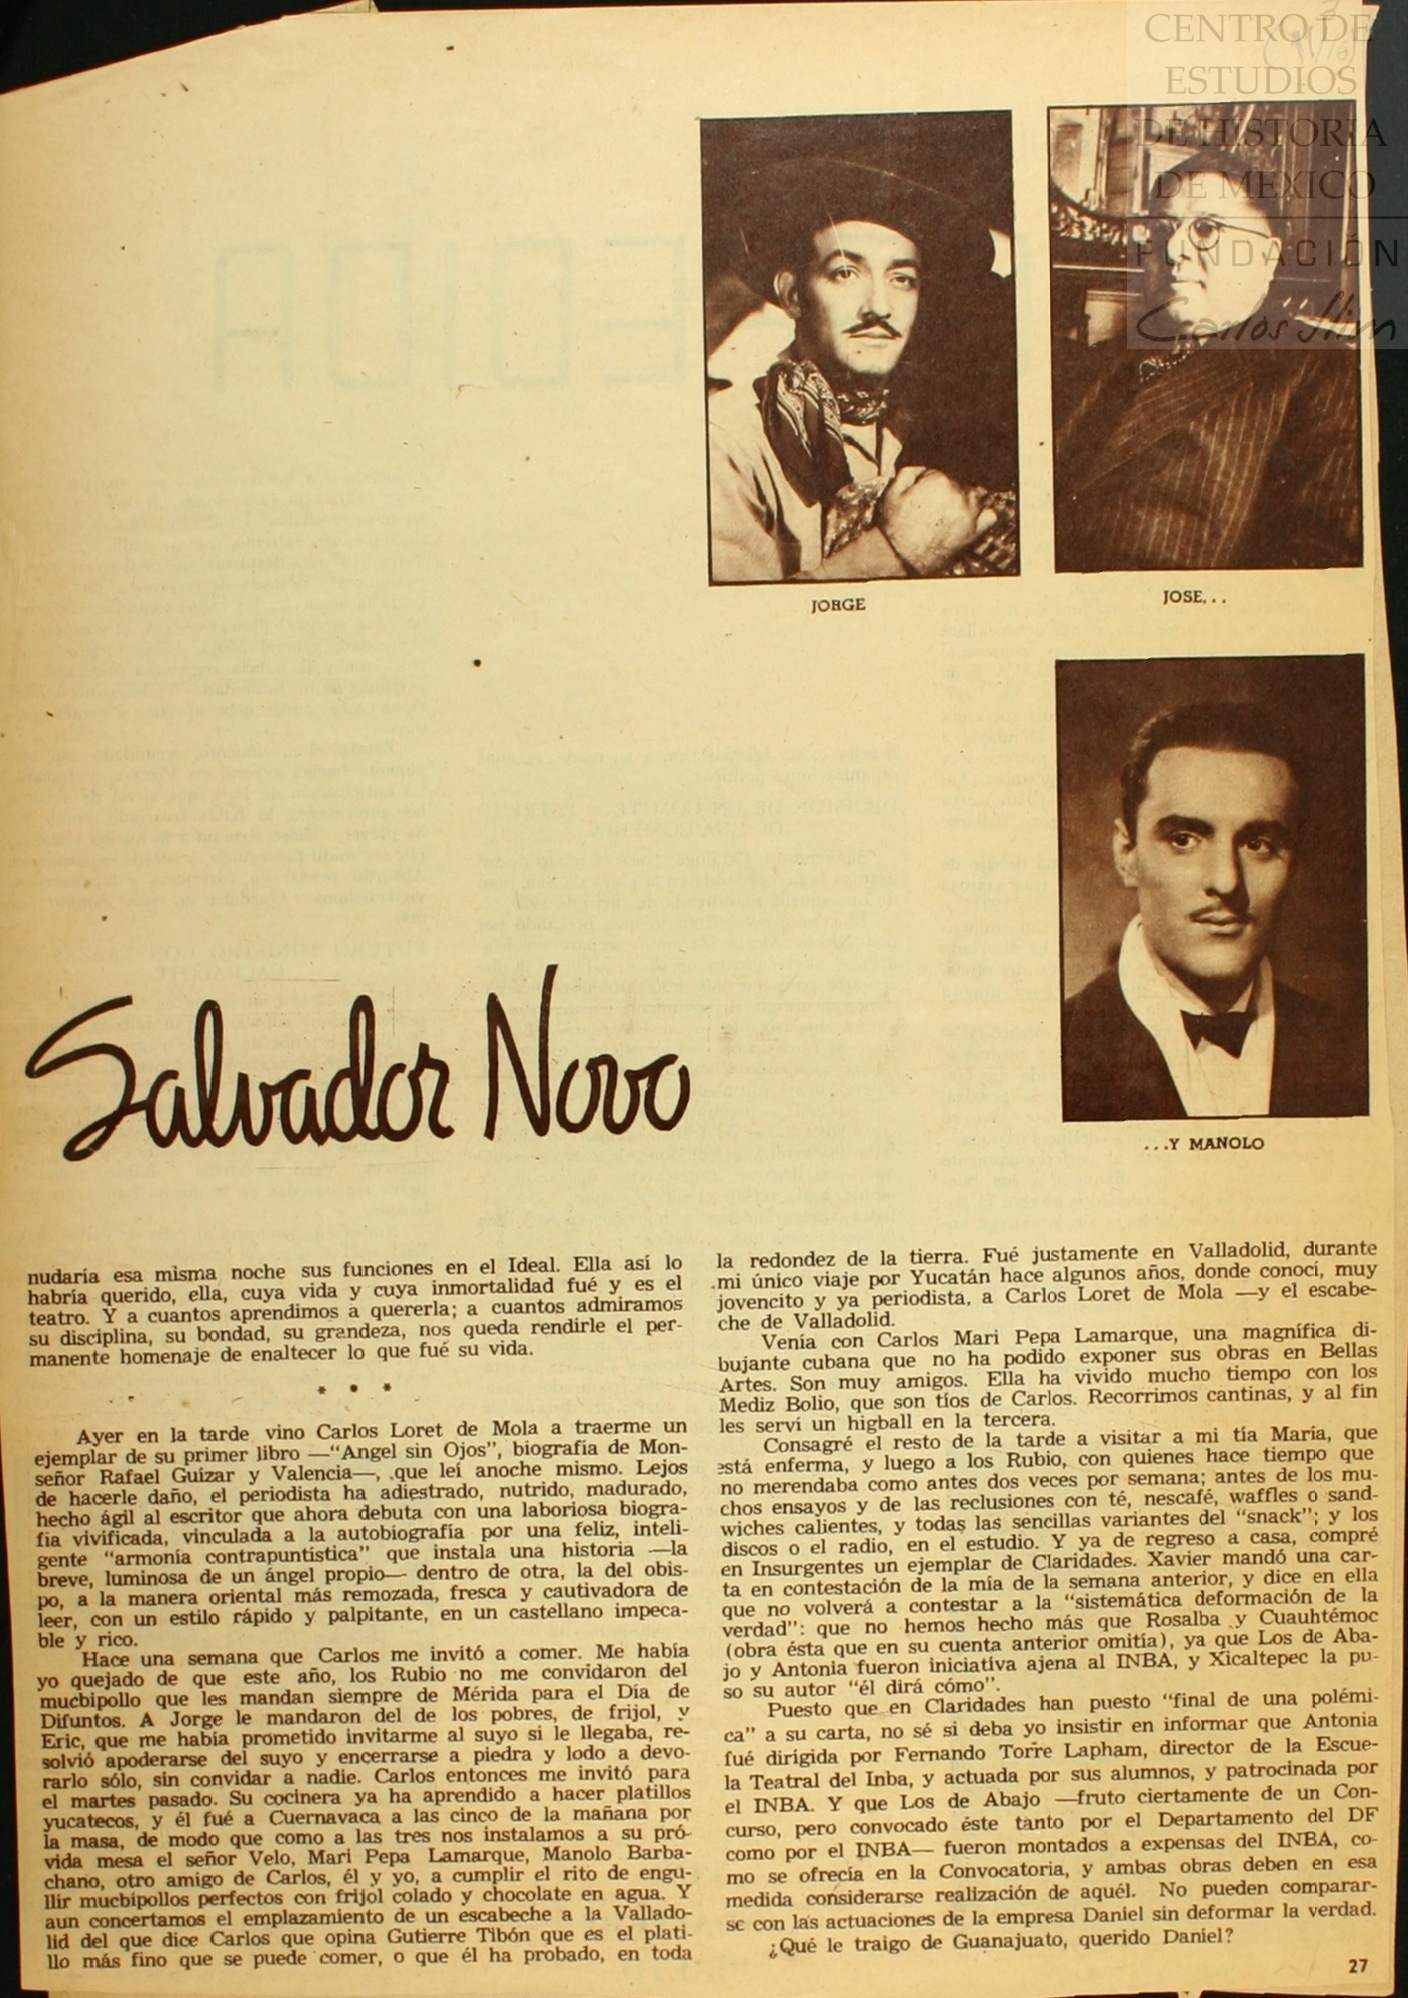 CENTRO DE
ESTUDIOS
DE HISTORIA
DE MEXICO
FUNDACIÓN
Carlos Slim
JORGE
JOSE...
...Y MANOLO
Salvador Novo
nudaría esa misma noche sus funciones en el Ideal. Ella así lo
habría querido, ella, cuya vida y cuya inmortalidad fué y es el
teatro. Y a cuantos aprendimos a quererla; a cuantos admiramos
su disciplina, su bondad, su grandeza, nos queda rendirle el per-
manente homenaje de enaltecer lo que fué su vida.
* * *
Ayer en la tarde vino Carlos Loret de Mola a traerme un
ejemplar de su primer libro —"Angel sin Ojos", biografía de Mon-
señor Rafael Guízar y Valencia—, .que leí anoche mismo. Lejos
de hacerle daño, el periodista ha adiestrado, nutrido, madurado,
hecho ágil al escritor que ahora debuta con una laboriosa biogra-
fía vivificada, vinculada a la autobiografía por una feliz, inteli-
gente "armonía contrapuntística" que instala una historia —la
breve, luminosa de un ángel propio— dentro de otra, la del obis-
po, a la manera oriental más remozada, fresca y cautivadora de
leer, con un estilo rápido y palpitante, en un castellano impeca-
ble y rico.
Hace una semana que Carlos me invitó a comer. Me había
yo quejado de que este año, los Rubio no me convidaron del
mucbipollo que les mandan siempre de Mérida para el Día de
Difuntos. A Jorge le mandaron del de los pobres, de frijol, y
Eric, que me había prometido invitarme al suyo si le llegaba, re-
solvió apoderarse del suyo y encerrarse a piedra y lodo a devo-
rarlo sólo, sin convidar a nadie. Carlos entonces me invitó para
el martes pasado. Su cocinera ya ha aprendido a hacer platillos
yucatecos, y él fué a Cuernavaca a las cinco de la mañana por
la masa, de modo que como a las tres nos instalamos a su pró-
vida mesa el señor Velo, Mari Pepa Lamarque, Manolo Barba-
chano, otro amigo de Carlos, él y yo, a cumplir el rito de engu-
llir mucbipollos perfectos con frijol colado y chocolate en agua. Y
aun concertamos el emplazamiento de un escabeche a la Vallado-
lid del que dice Carlos que opina Gutierre Tibón que es el plati-
llo más fino que se puede comer, o que él ha probado, en toda
la redondez de la tierra. Fué justamente en Valladolid, durante
mi único viaje por Yucatán hace algunos años, donde conocí, muy
jovencito y ya periodista, a Carlos Loret de Mola —y el escabe-
che de Valladolid.
Venía con Carlos Mari Pepa Lamarque, una magnífica di-
bujante cubana que no ha podido exponer sus obras en Bellas
Artes. Son muy amigos. Ella ha vivido mucho tiempo con los
Mediz Bolio, que son tíos de Carlos. Recorrimos cantinas, y al fin
les serví un higball en la tercera.
Consagré el resto de la tarde a visitar a mi tía María, que
está enferma, y luego a los Rubio, con quienes hace tiempo que
no merendaba como antes dos veces por semana; antes de los mu-
chos ensayos y de las reclusiones con té, nescafé, waffles o sand-
wiches calientes, y todas las sencillas variantes del "snack"; y los
discos o el radio, en el estudio. Y ya de regreso a casa, compré
en Insurgentes un ejemplar de Claridades. Xavier mandó una car-
ta en contestación de la mía de la semana anterior, y dice en ella
que no volverá a contestar a la "sistemática deformación de la
verdad": que no hemos hecho más que Rosalba y Cuauhtémoc
(obra ésta que en su cuenta anterior omitía), ya que Los de Aba-
jo y Antonia fueron iniciativa ajena al INBA, y Xicaltepec la pu-
so su autor "él dirá cómo".
Puesto que en Claridades han puesto "final de una polémi-
ca" a su carta, no sé si deba yo insistir en informar que Antonia
fué dirigida por Fernando Torre Lapham, director de la Escue-
la Teatral del Inba, y actuada por sus alumnos, y patrocinada por
el INBA. Y que Los de Abajo —fruto ciertamente de un Con-
curso, pero convocado éste tanto por el Departamento del DF
como por el INBA— fueron montados a expensas del INBA, co-
mo se ofrecía en la Convocatoria, y ambas obras deben en esa
medida considerarse realización de aquél. No pueden comparar-
se con las actuaciones de la empresa Daniel sin deformar la verdad.
¿Qué le traigo de Guanajuato, querido Daniel?
27